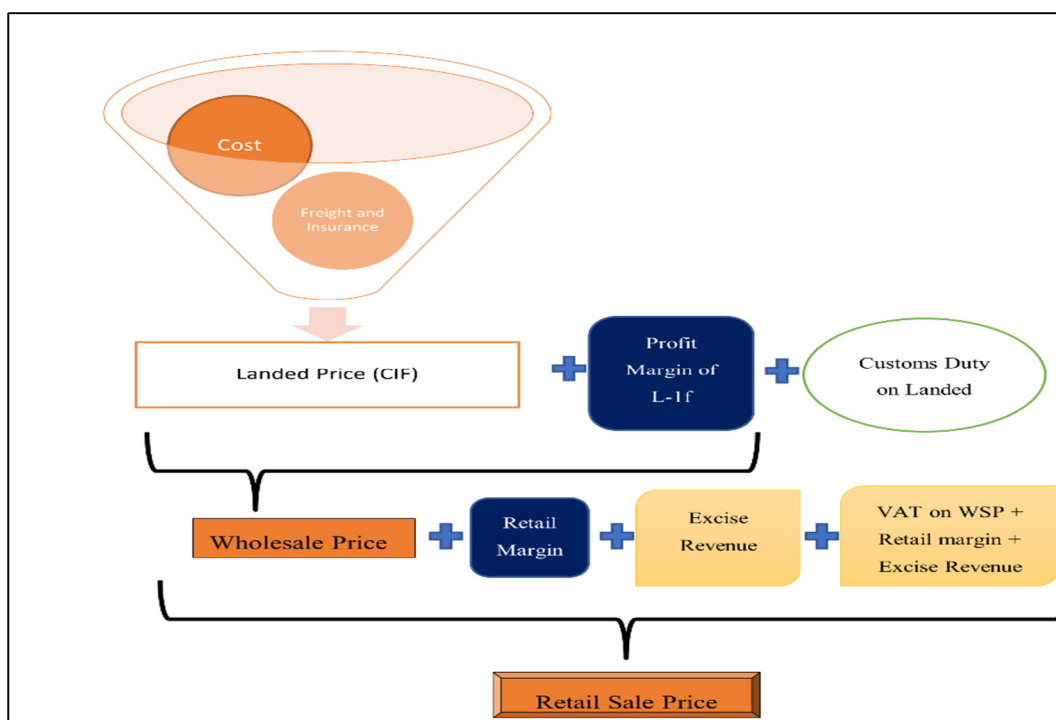 Cost
Freight and
Insurance
Landed Price (CIF)
Profit
Margin of
L-1f
Customs Duty
on Landed
Wholesale Price
Retail
Margin
Excise
Revenue
VAT on WSP +
Retail margin +
Excise Revenue
Retail Sale Price